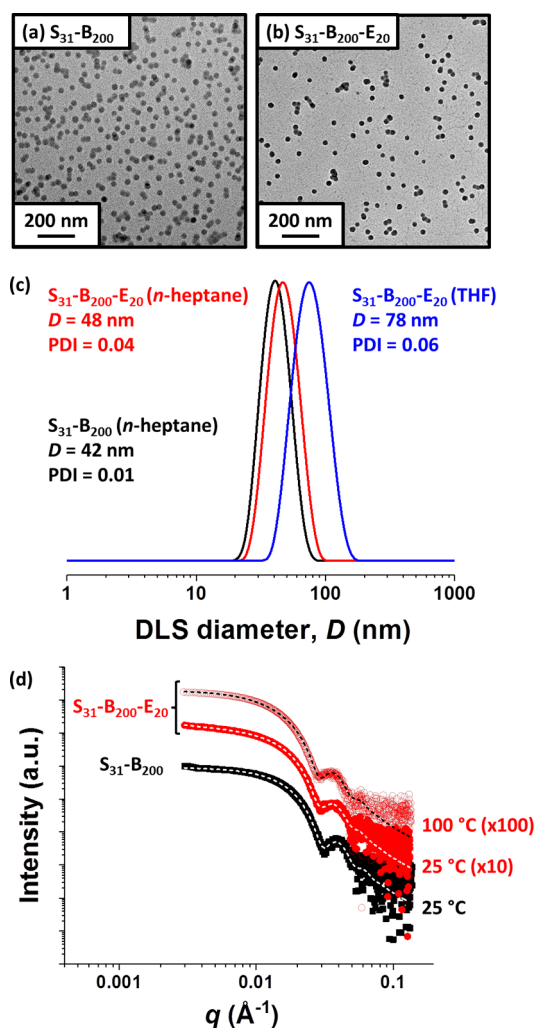 (a) S₃₁-B₂₀₀
200 nm
(b) S₃₁-B₂₀₀-E₂₀
200 nm
(c)
S₃₁-B₂₀₀-E₂₀ (n-heptane)
D = 48 nm
PDI = 0.04
S₃₁-B₂₀₀-E₂₀ (THF)
D = 78 nm
PDI = 0.06
S₃₁-B₂₀₀ (n-heptane)
D = 42 nm
PDI = 0.01
1 10 100 1000
DLS diameter, D (nm)
(d)
S₃₁-B₂₀₀-E₂₀
S₃₁-B₂₀₀
100 °C (x100)
25 °C (x10)
25 °C
Intensity (a.u.)
0.001 0.01 0.1
q (Å⁻¹)